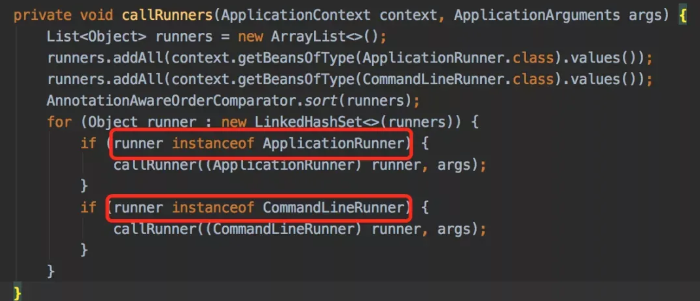 private void callRunners(ApplicationContext context, ApplicationArguments args) {
List<Object> runners = new ArrayList<>();
runners.addAll(context.getBeansOfType(ApplicationRunner.class).values());
runners.addAll(context.getBeansOfType(CommandLineRunner.class).values());
AnnotationAwareOrderComparator.sort(runners);
for (Object runner : new LinkedHashSet<>(runners)) {
if (runner instanceof ApplicationRunner) {
callRunner((ApplicationRunner) runner, args);
}
if (runner instanceof CommandLineRunner) {
callRunner((CommandLineRunner) runner, args);
}
}
}